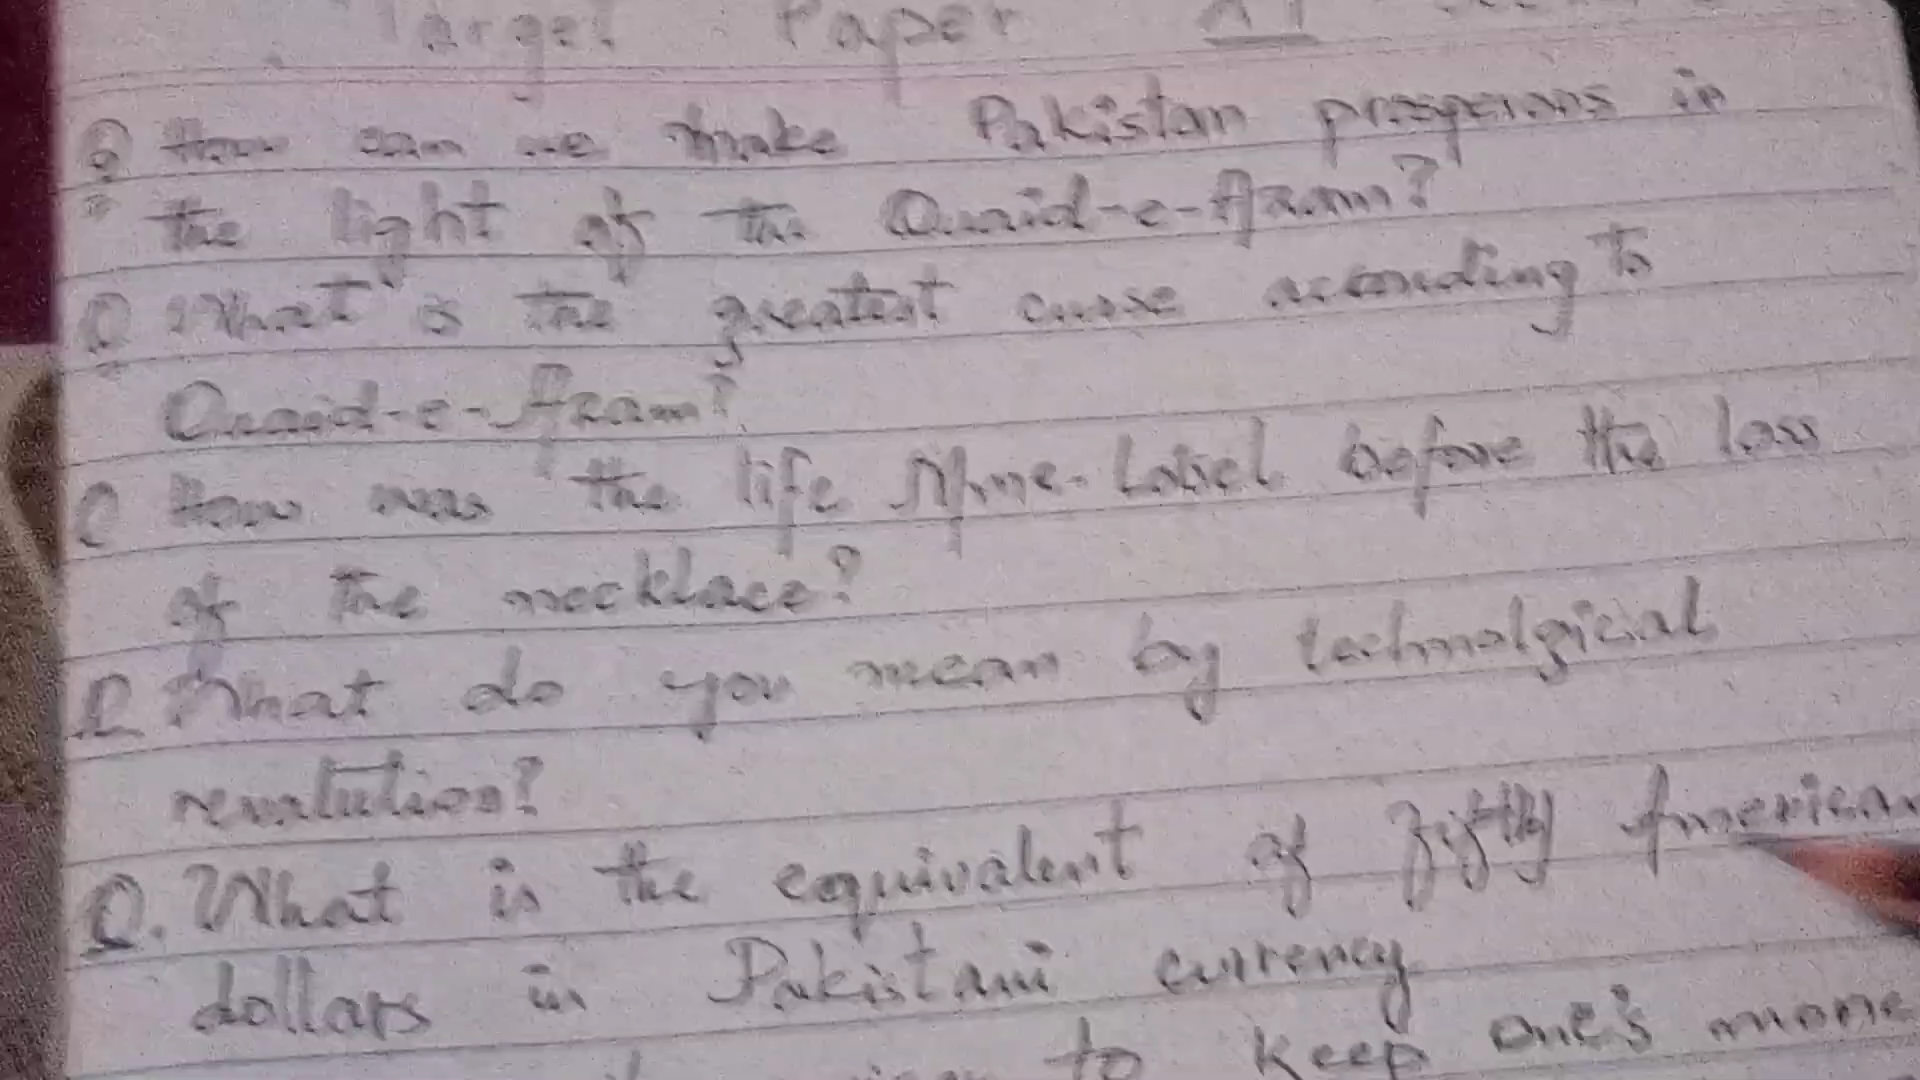 Target Paper
Q How can we make Pakistan prosperous in
the light of the Quaid-e-Azam?
Q What is the greatest curse according to
Quaid-e-Azam?
Q How was the life Mme-Loisel before the loss
of the necklace?
Q What do you mean by technolgicial
revolution?
Q. What is the equivalent of fifty American
dollars in Pakistani currency
to keep one's mone